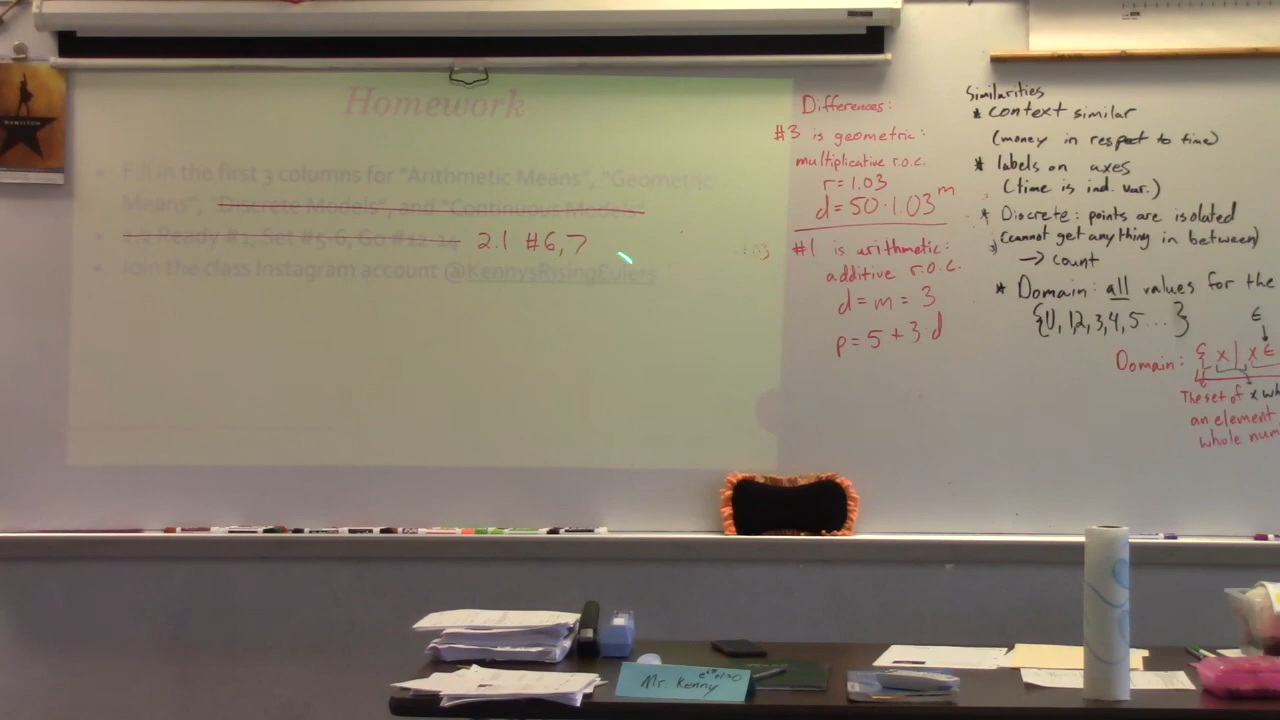 HAMILTON
Homework
• Fill in the first 3 columns for "Arithmetic Means", "Geometric
Means", "Discrete Models", and "Continuous Models"
Ready #1, Set #5-6, Go #12-14 2.1 #6,7
• Join the class Instagram account @KennysRisingEulers
Differences:
#3 is geometric:
multiplicative r.o.c.
r = 1.03
d = 50·1.03^m
#1 is arithmetic:
additive r.o.c.
d = m = 3
p = 5 + 3·d
Similarities
* context similar
(money in respect to time)
* labels on axes
(time is ind. var.)
* Discrete: points are isolated
(cannot get anything in between)
→ count
* Domain: all values for the
{0, 1, 2, 3, 4, 5 ... }
∈
Domain: { x | x ∈
The set of x
an element
whole num
Mr. Kenny